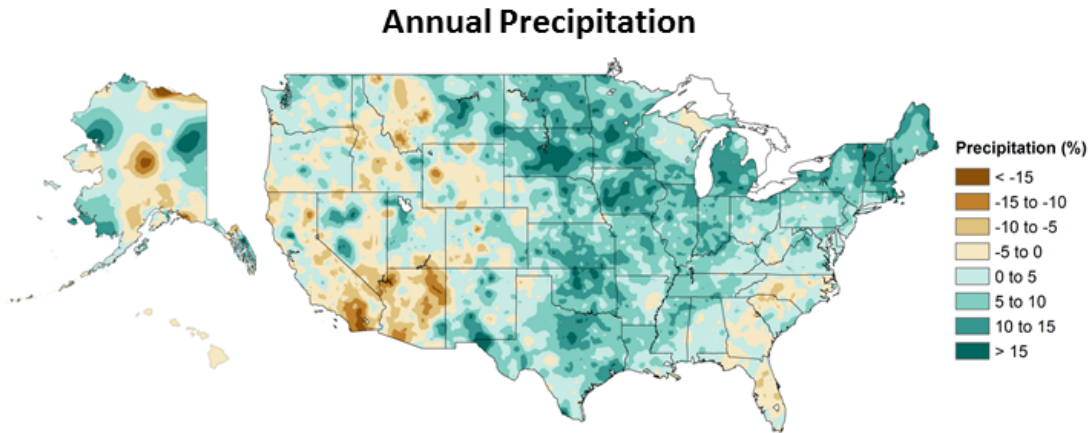 Annual Precipitation
Precipitation (%)
< -15
-15 to -10
-10 to -5
-5 to 0
0 to 5
5 to 10
10 to 15
> 15